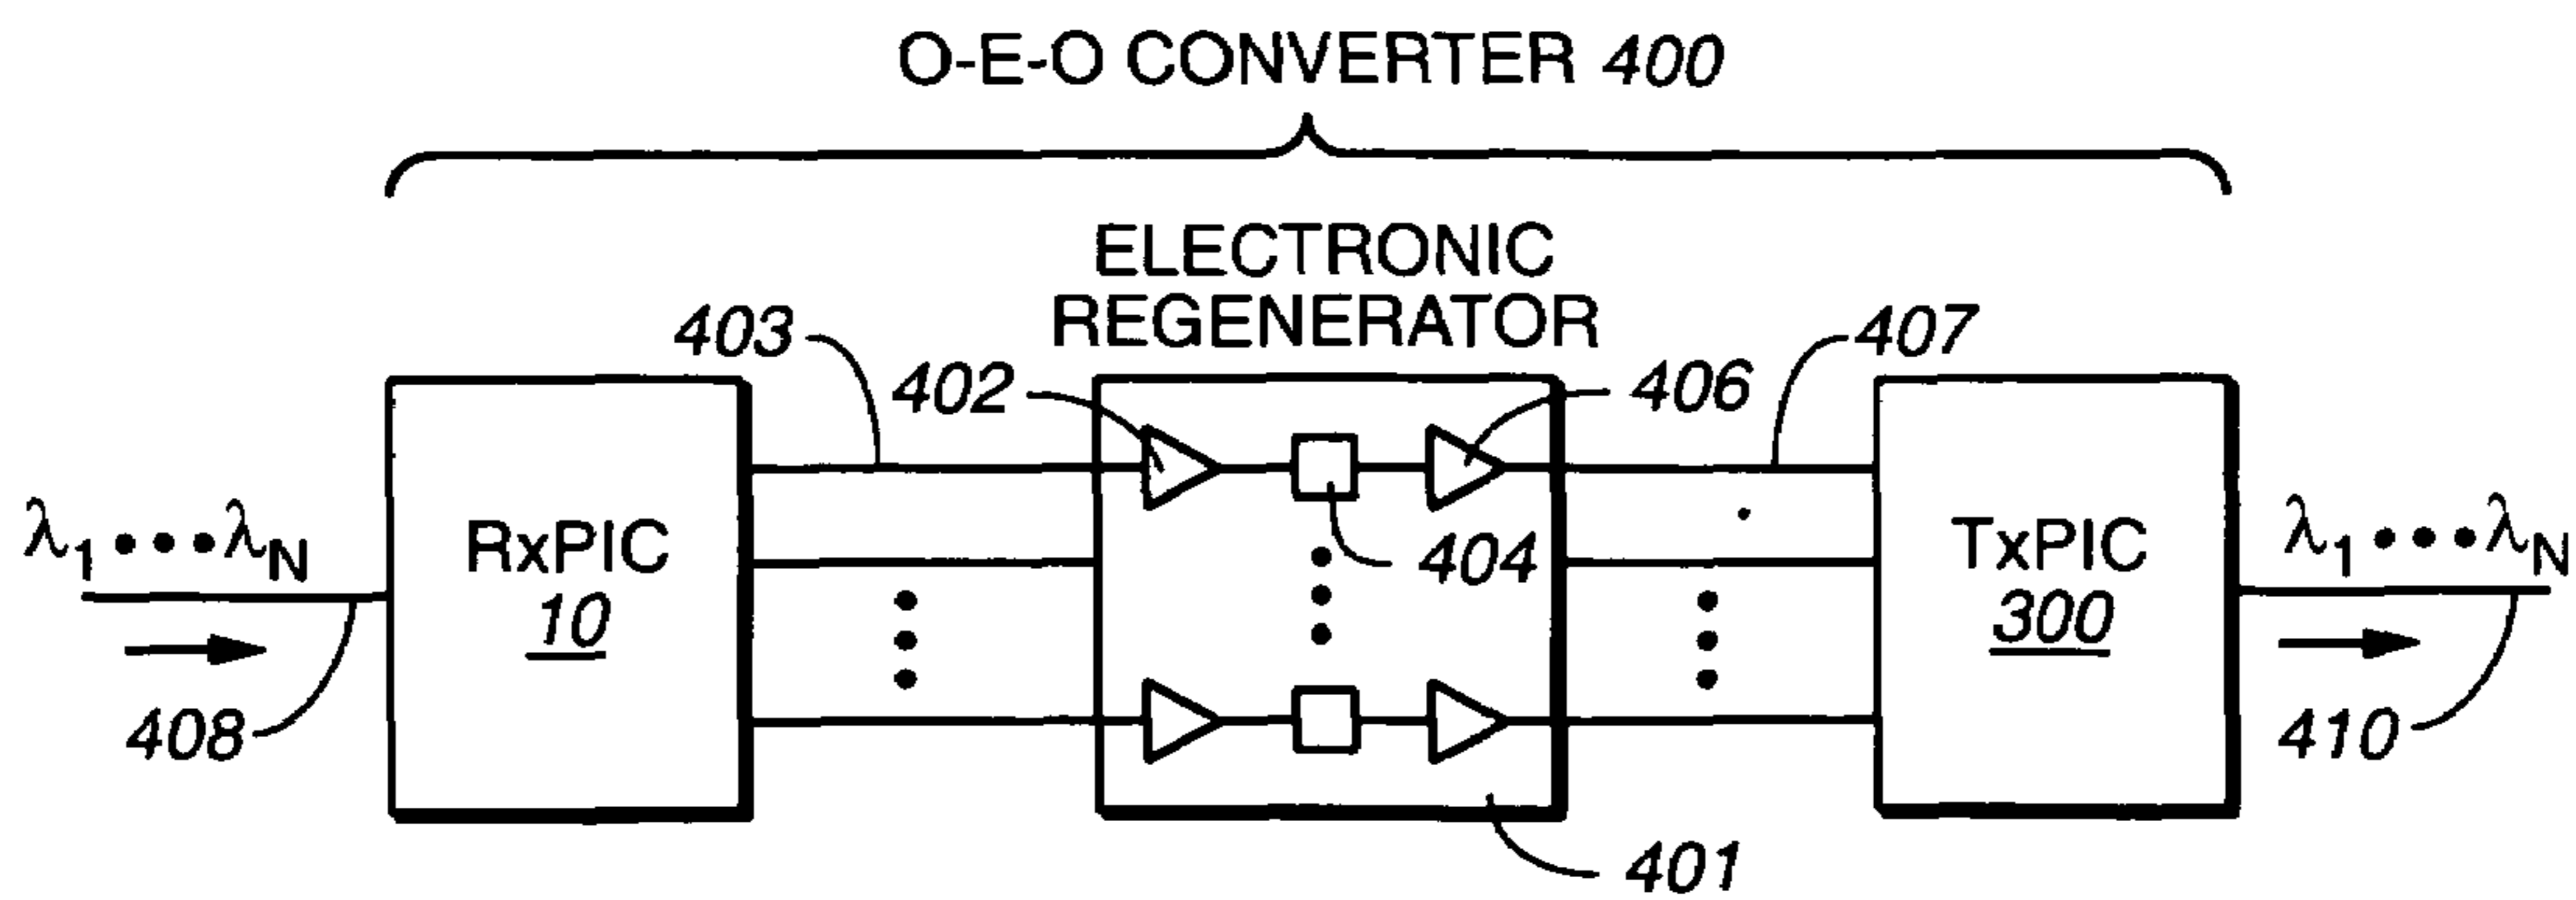 O-E-O CONVERTER 400
ELECTRONIC
REGENERATOR
403
402
406
407
λ1 • • • λN
RxPIC
10
404
TxPIC
300
λ1 • • • λN
408
410
401